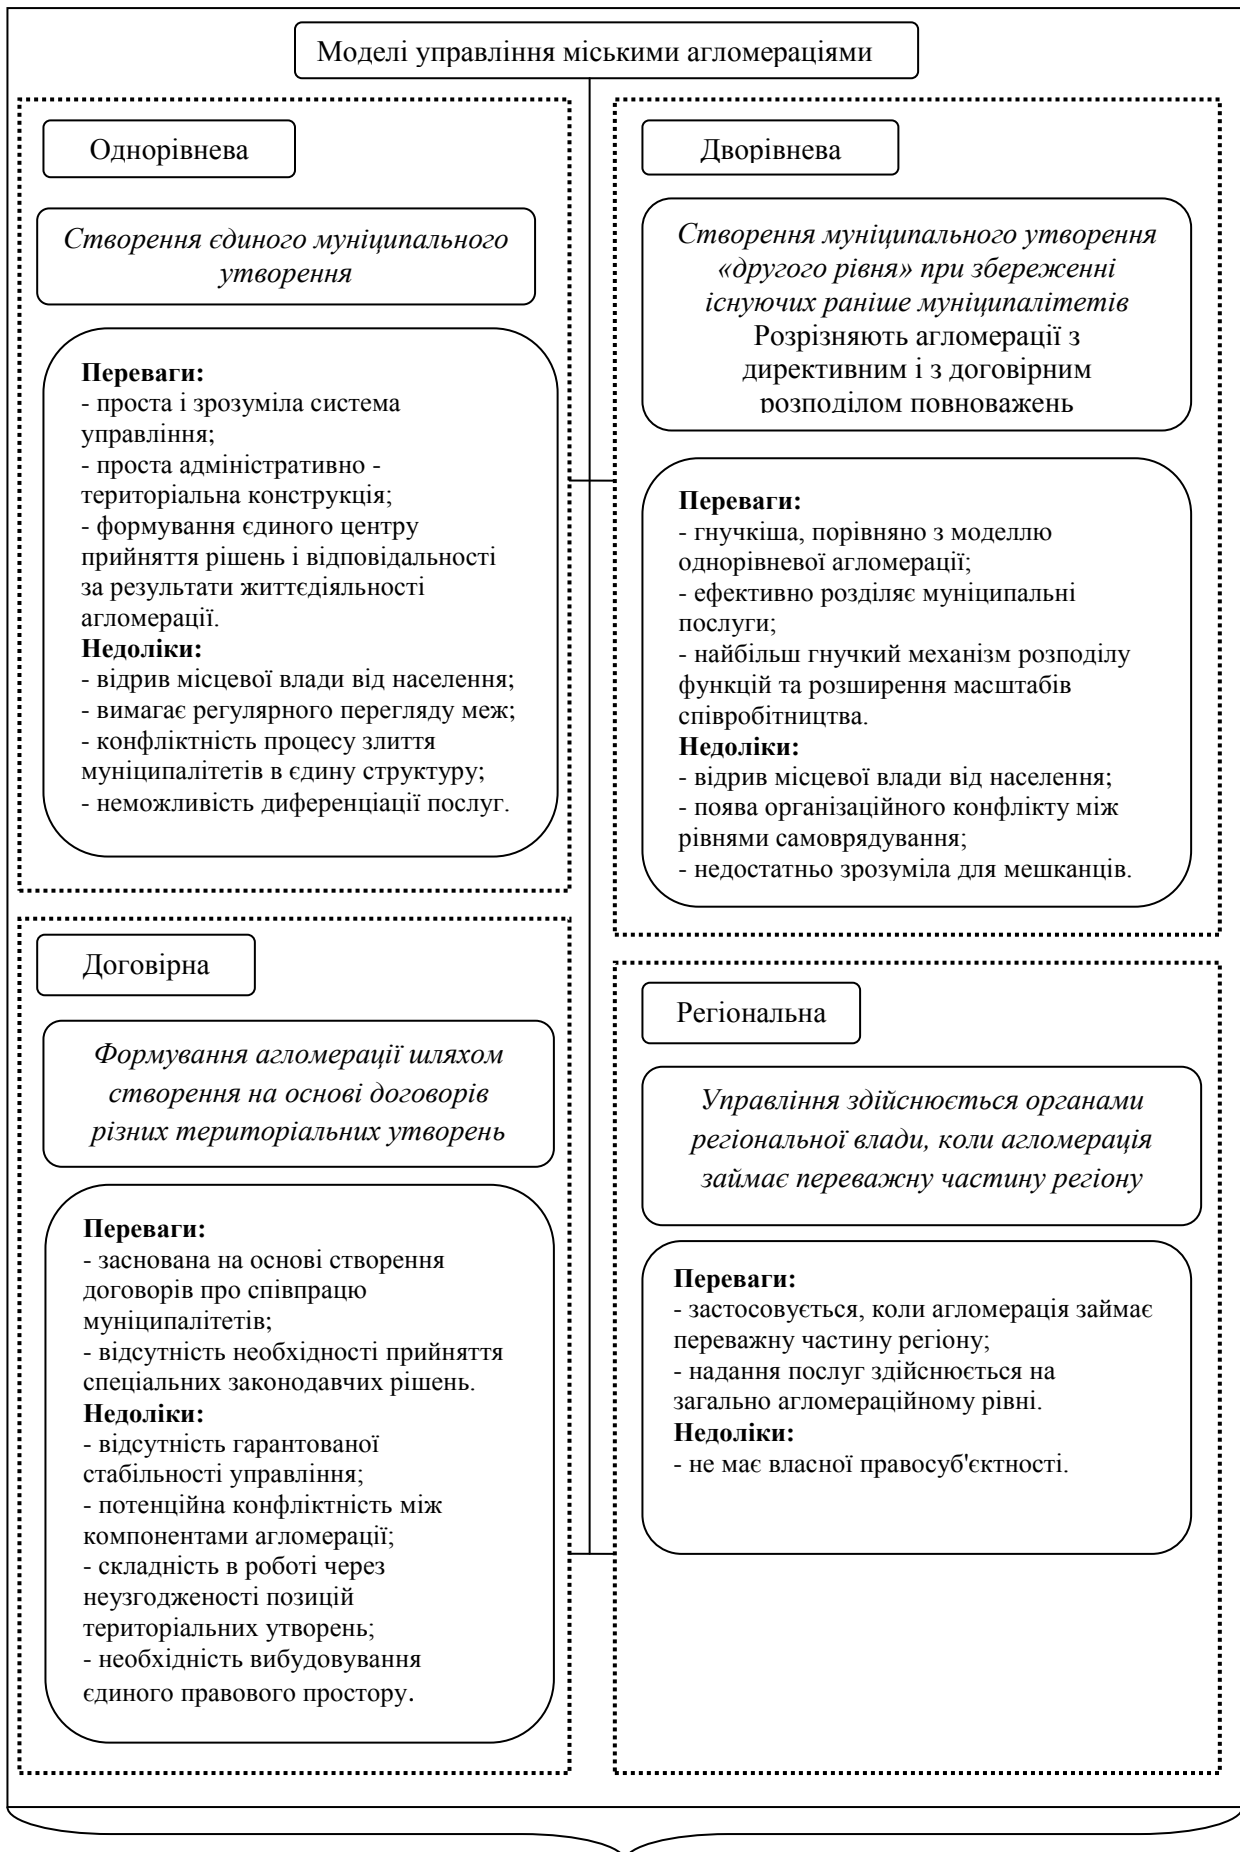 Моделі управління міськими агломераціями
Однорівнева
Створення єдиного муніципального
утворення
Переваги:
- проста і зрозуміла система
управління;
- проста адміністративно -
територіальна конструкція;
- формування єдиного центру
прийняття рішень і відповідальності
за результати життєдіяльності
агломерації.
Недоліки:
- відрив місцевої влади від населення;
- вимагає регулярного перегляду меж;
- конфліктність процесу злиття
муніципалітетів в єдину структуру;
- неможливість диференціації послуг.
Дворівнева
Створення муніципального утворення
«другого рівня» при збереженні
існуючих раніше муніципалітетів
Розрізняють агломерації з
директивним і з договірним
розподілом повноважень
Переваги:
- гнучкіша, порівняно з моделлю
однорівневої агломерації;
- ефективно розділяє муніципальні
послуги;
- найбільш гнучкий механізм розподілу
функцій та розширення масштабів
співробітництва.
Недоліки:
- відрив місцевої влади від населення;
- поява організаційного конфлікту між
рівнями самоврядування;
- недостатньо зрозуміла для мешканців.
Договірна
Формування агломерації шляхом
створення на основі договорів
різних територіальних утворень
Переваги:
- заснована на основі створення
договорів про співпрацю
муніципалітетів;
- відсутність необхідності прийняття
спеціальних законодавчих рішень.
Недоліки:
- відсутність гарантованої
стабільності управління;
- потенційна конфліктність між
компонентами агломерації;
- складність в роботі через
неузгодженості позицій
територіальних утворень;
- необхідність вибудовування
єдиного правового простору.
Регіональна
Управління здійснюється органами
регіональної влади, коли агломерація
займає переважну частину регіону
Переваги:
- застосовується, коли агломерація займає
переважну частину регіону;
- надання послуг здійснюється на
загально агломераційному рівні.
Недоліки:
- не має власної правосуб'єктності.